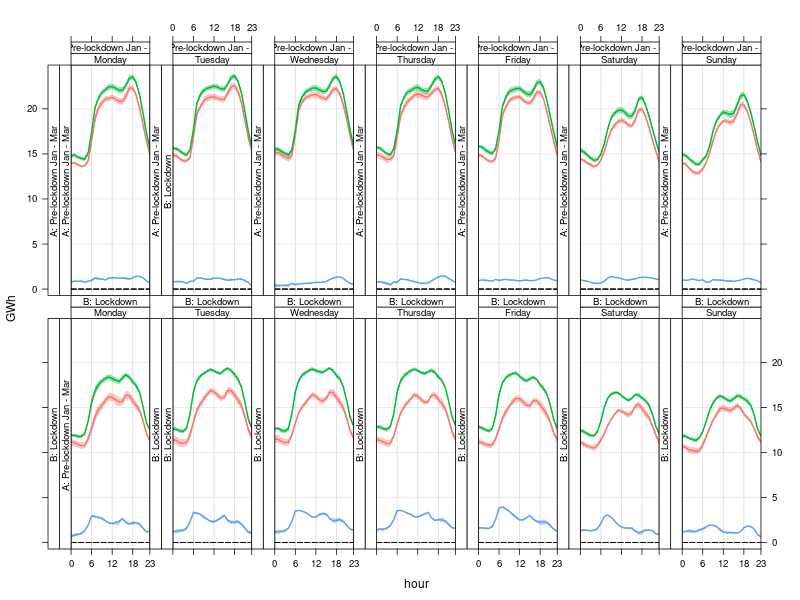 0 6 12 18 23 0 6 12 18 23 0 6 12 18 23
Pre-lockdown Jan - Pre-lockdown Jan - Pre-lockdown Jan - Pre-lockdown Jan - Pre-lockdown Jan - Pre-lockdown Jan - Pre-lockdown Jan -
Monday Tuesday Wednesday Thursday Friday Saturday Sunday
20
15
10
5
0
A: Pre-lockdown Jan - Mar
A: Pre-lockdown Jan - Mar
A: Pre-lockdown Jan - Mar
B: Lockdown
A: Pre-lockdown Jan - Mar
A: Pre-lockdown Jan - Mar
A: Pre-lockdown Jan - Mar
A: Pre-lockdown Jan - Mar
A: Pre-lockdown Jan - Mar
GWh
B: Lockdown B: Lockdown B: Lockdown B: Lockdown B: Lockdown B: Lockdown B: Lockdown
Monday Tuesday Wednesday Thursday Friday Saturday Sunday
B: Lockdown
A: Pre-lockdown Jan - Mar
B: Lockdown
B: Lockdown
B: Lockdown
B: Lockdown
B: Lockdown
B: Lockdown
B: Lockdown
20
15
10
5
0
0 6 12 18 23 0 6 12 18 23 0 6 12 18 23 0 6 12 18 23
hour